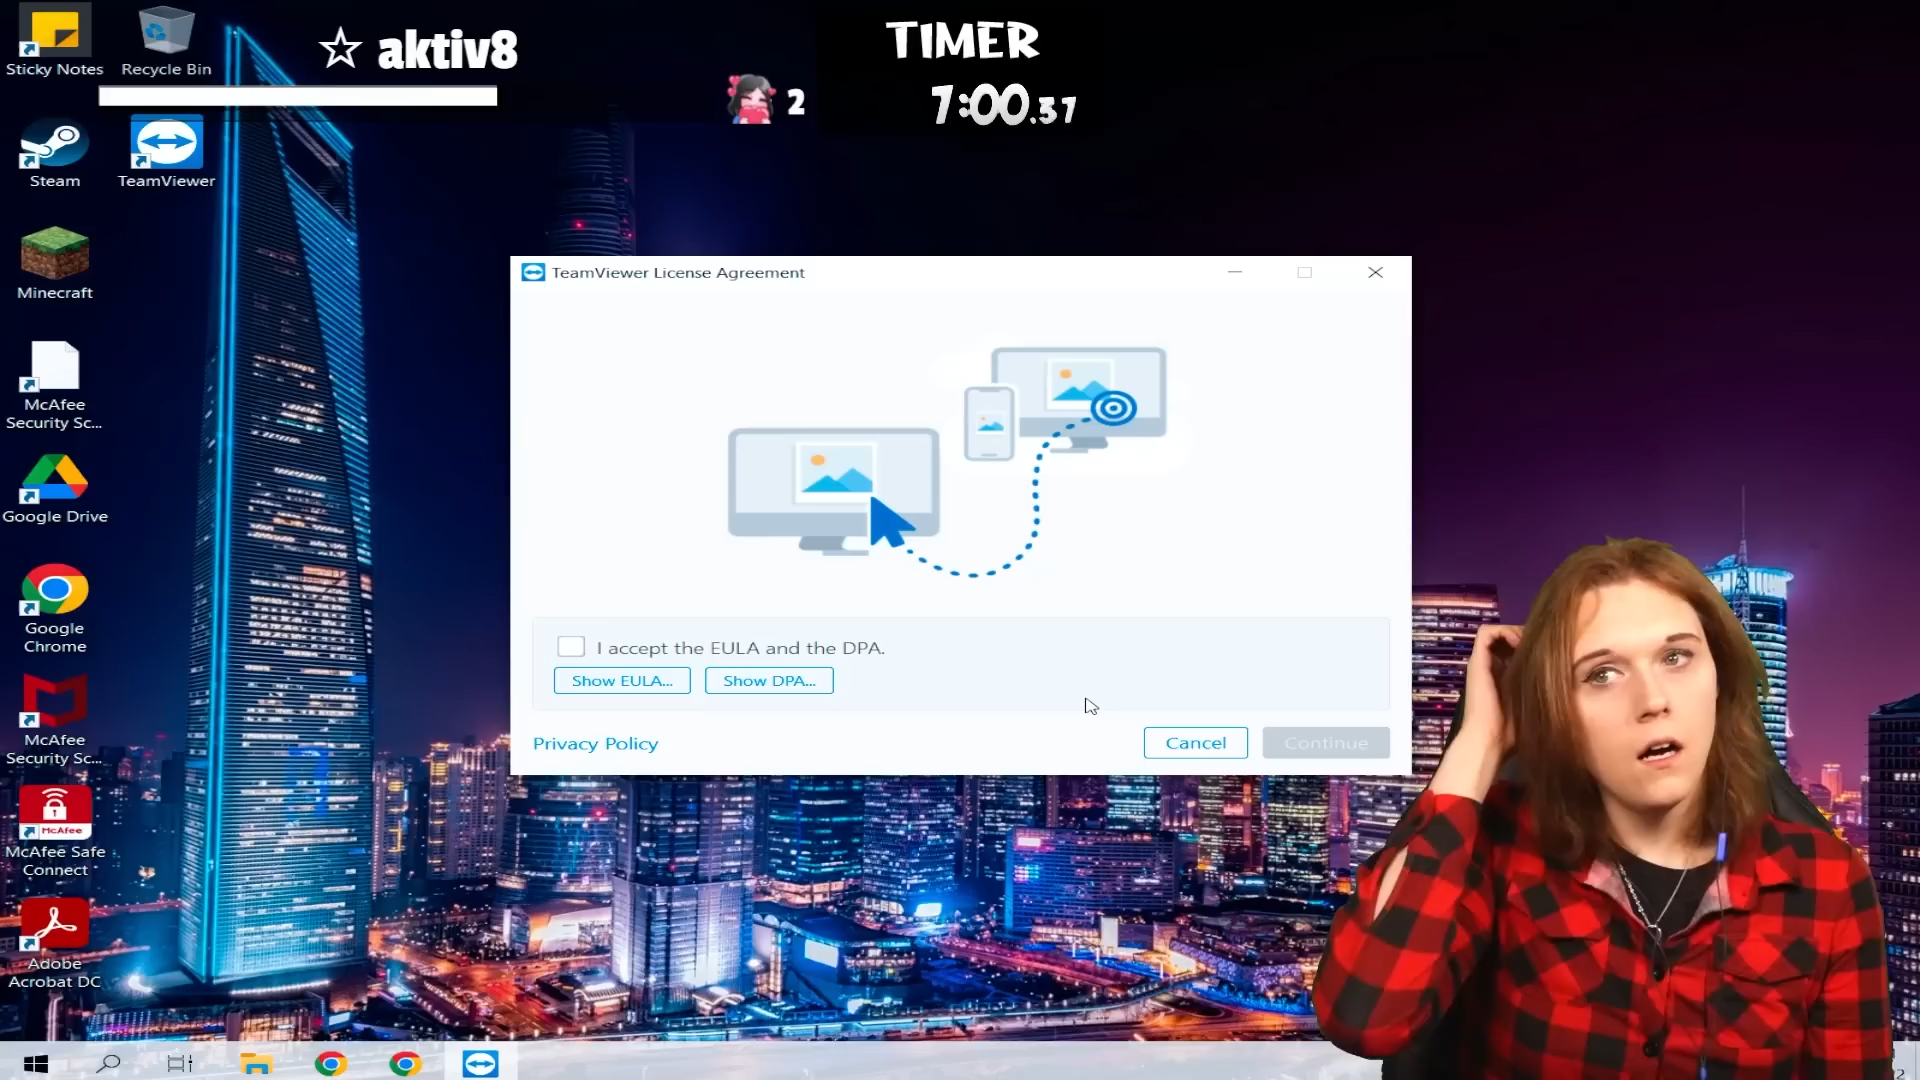 Sticky Notes
Recycle Bin
☆ aktiv8
TIMER
7:00.37
2
Steam
TeamViewer
Minecraft
TeamViewer License Agreement
McAfee
Security Sc...
Google Drive
Google
Chrome
I accept the EULA and the DPA.
Show EULA...
Show DPA...
McAfee
Security Sc...
Privacy Policy
Cancel
Continue
McAfee
McAfee Safe
Connect
Adobe
Acrobat DC